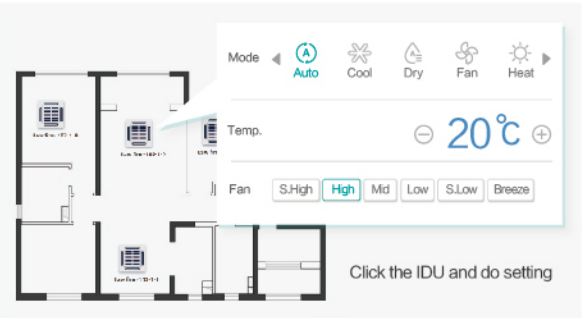 Mode
Auto Cool Dry Fan Heat
Temp.
20°C
Fan S.High High Mid Low S.Low Breeze
Click the IDU and do setting